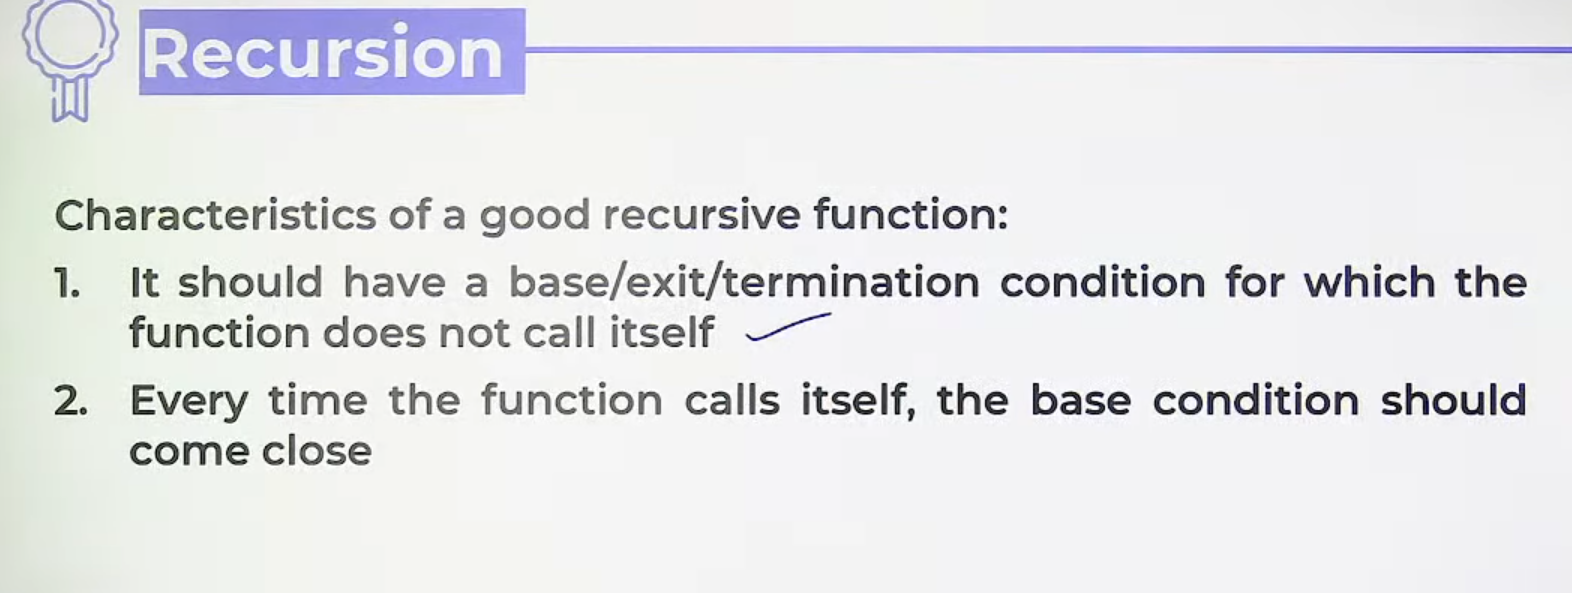 Recursion
Characteristics of a good recursive function:
1. It should have a base/exit/termination condition for which the
function does not call itself
2. Every time the function calls itself, the base condition should
come close